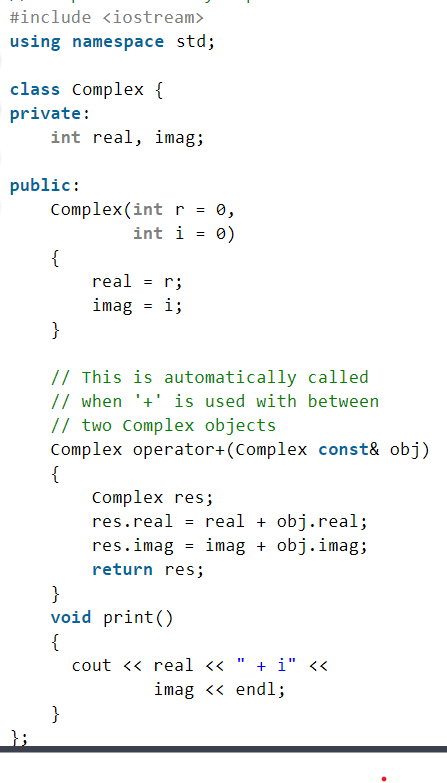 #include <iostream>
using namespace std;
class Complex {
private:
    int real, imag;
public:
    Complex(int r = 0,
            int i = 0)
    {
        real = r;
        imag = i;
    }
    // This is automatically called
    // when '+' is used with between
    // two Complex objects
    Complex operator+(Complex const& obj)
    {
        Complex res;
        res.real = real + obj.real;
        res.imag = imag + obj.imag;
        return res;
    }
    void print()
    {
      cout << real << " + i" <<
              imag << endl;
    }
};